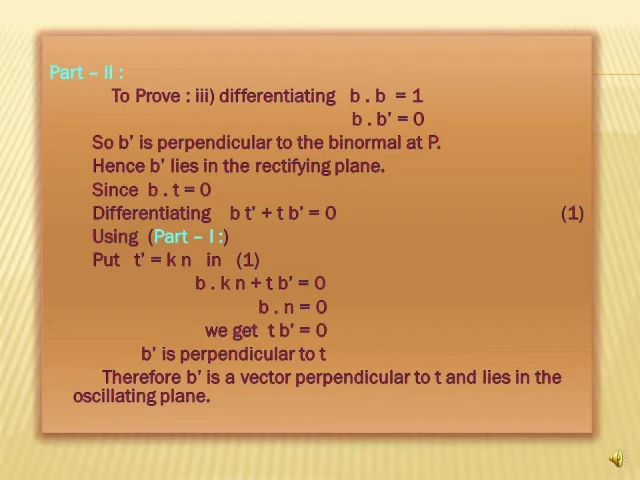 Part – II :
To Prove : iii) differentiating b . b = 1
b . b’ = 0
So b’ is perpendicular to the binormal at P.
Hence b’ lies in the rectifying plane.
Since b . t = 0
Differentiating b t’ + t b’ = 0 (1)
Using (Part – I :)
Put t’ = k n in (1)
b . k n + t b’ = 0
b . n = 0
we get t b’ = 0
b’ is perpendicular to t
Therefore b’ is a vector perpendicular to t and lies in the
oscillating plane.